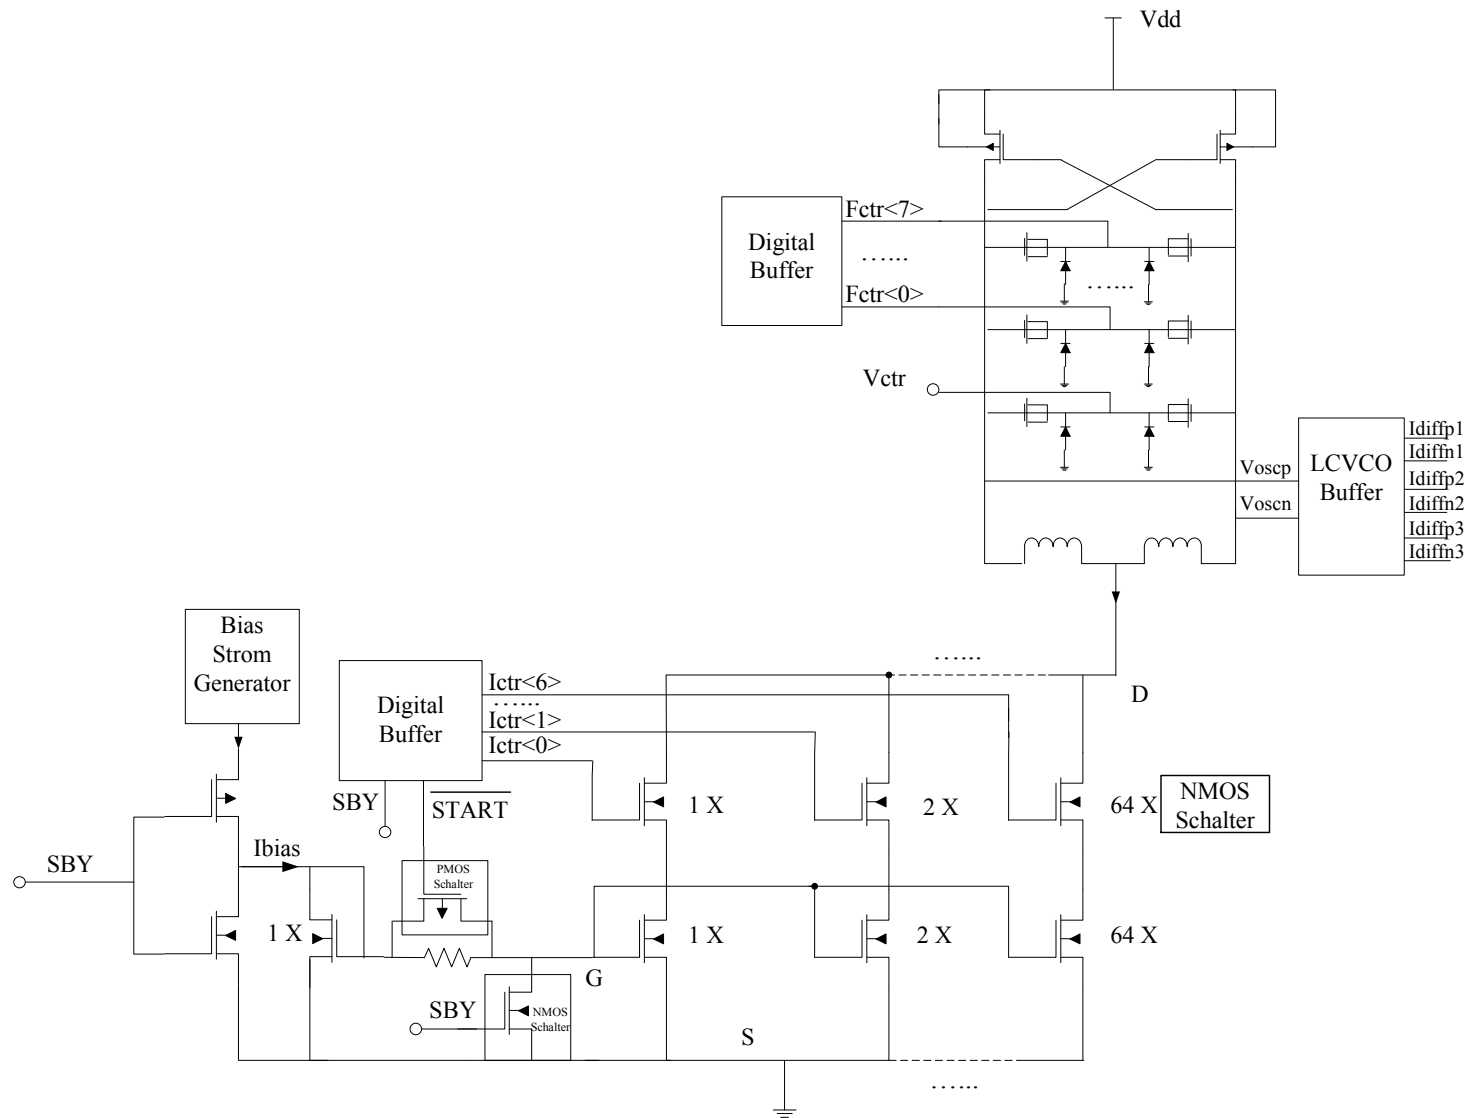 Vdd
Fctr<7>
Digital
Buffer
……
Fctr<0>
……
Vctr
Voscp
Voscn
LCVCO
Buffer
Idiffp1
Idiffn1
Idiffp2
Idiffn2
Idiffp3
Idiffn3
Bias
Strom
Generator
Digital
Buffer
Ictr<6>
……
Ictr<1>
Ictr<0>
……
D
SBY
START
1 X
2 X
64 X
NMOS
Schalter
SBY
Ibias
PMOS
Schalter
1 X
1 X
2 X
64 X
G
SBY
NMOS
Schalter
S
……